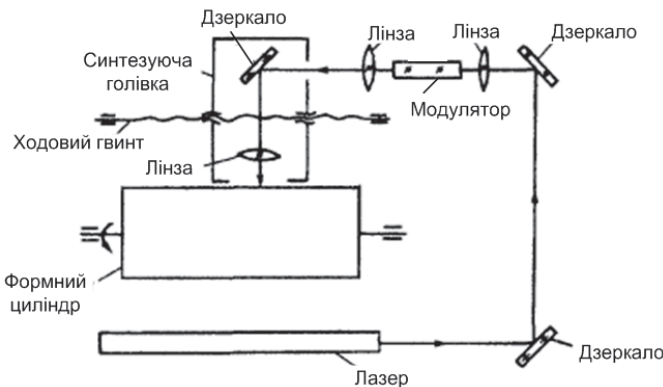 Дзеркало
Лінза
Лінза
Дзеркало
Синтезуюча
голівка
Модулятор
Ходовий гвинт
Лінза
Формний
циліндр
Дзеркало
Лазер